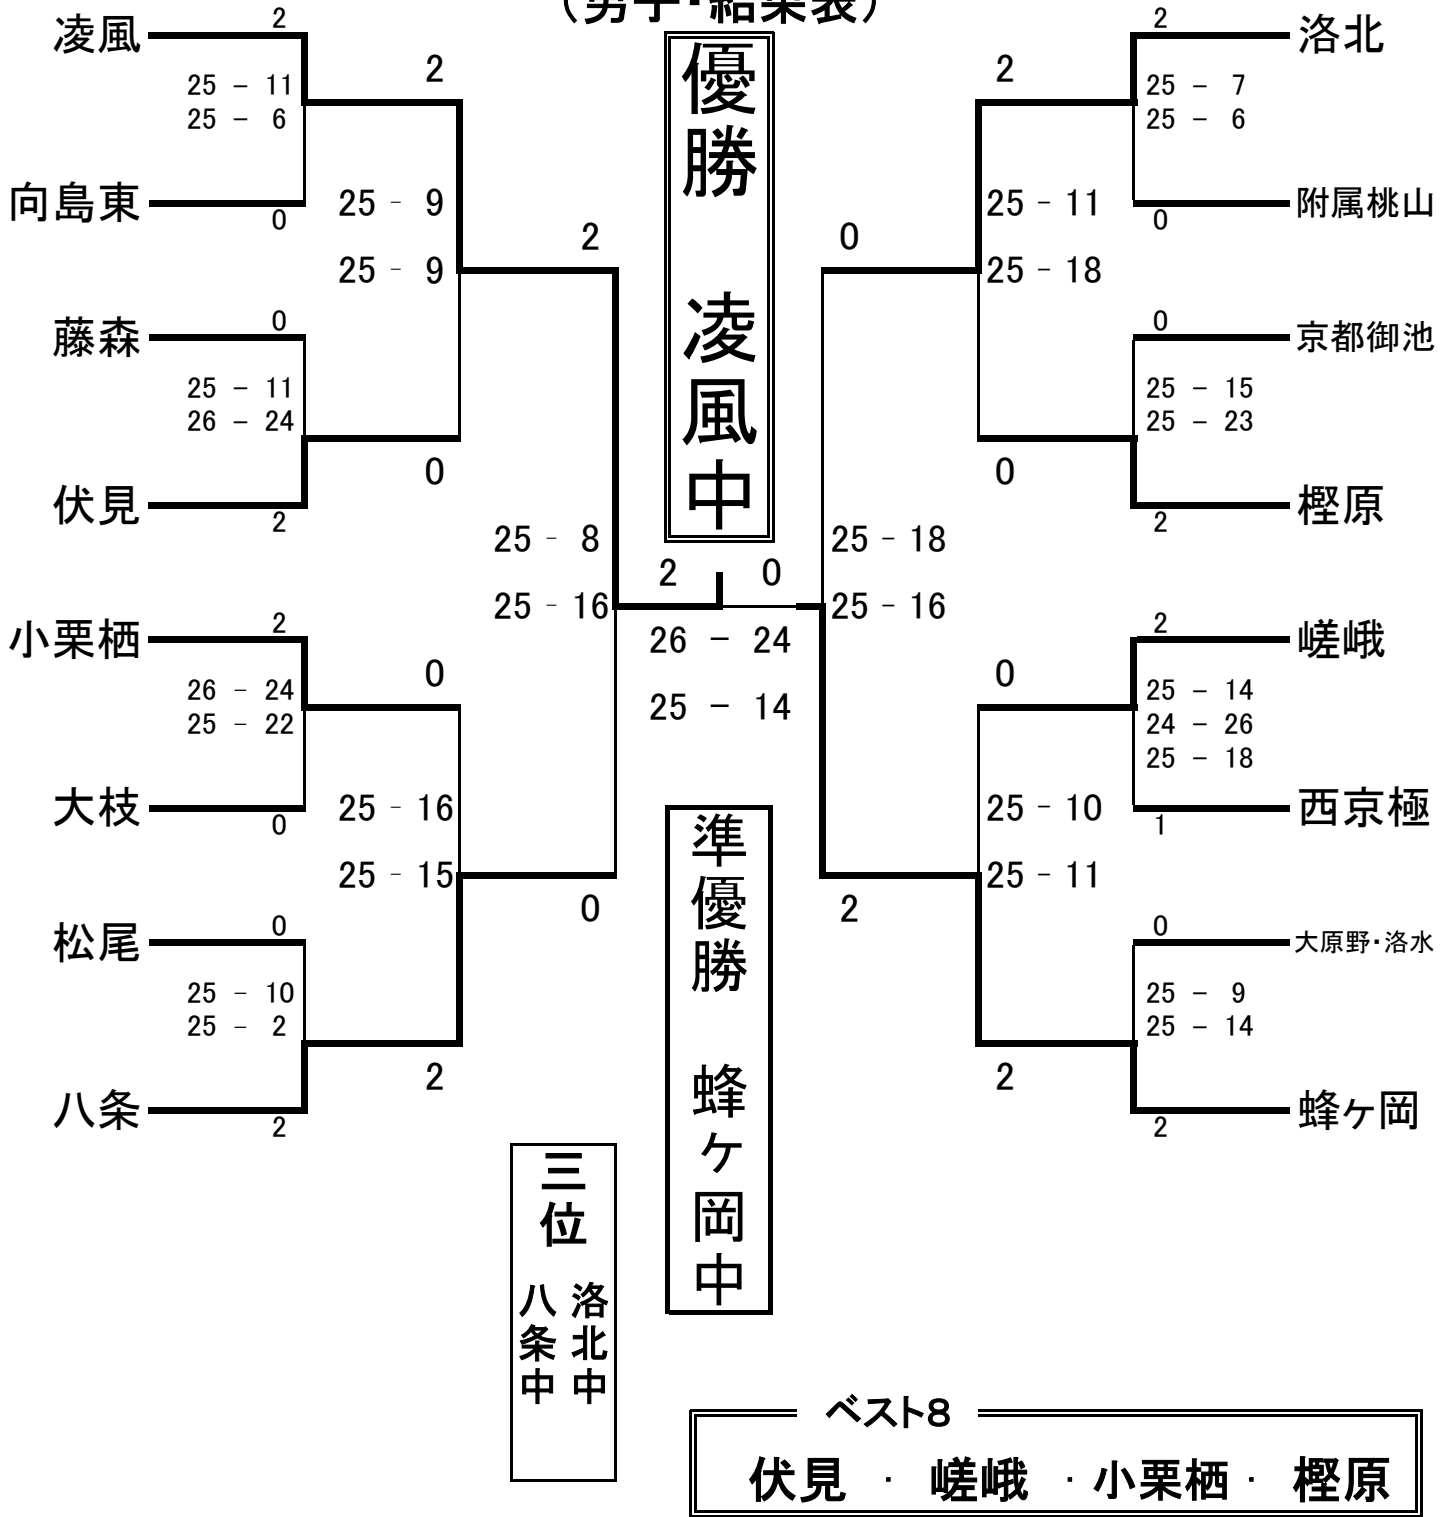 （男子・結果表）
優勝　凌風中
凌風
2
25 － 11
25 － 6
向島東
0
2
25 － 9
25 － 9
藤森
0
25 － 11
26 － 24
伏見
2
0
2
25 － 8
25 － 16
小栗栖
2
26 － 24
25 － 22
大枝
0
0
25 － 16
25 － 15
松尾
0
25 － 10
25 － 2
八条
2
2
0
2　0
26 － 24
25 － 14
洛北
2
25 － 7
25 － 6
附属桃山
0
2
25 － 11
25 － 18
京都御池
0
25 － 15
25 － 23
樫原
2
0
0
25 － 18
25 － 16
嵯峨
2
25 － 14
24 － 26
25 － 18
西京極
1
0
25 － 10
25 － 11
大原野・洛水
0
25 － 9
25 － 14
蜂ヶ岡
2
2
2
準優勝　蜂ケ岡中
三位
洛北中
八条中
ベスト８
伏見 ・ 嵯峨 ・ 小栗栖 ・ 樫原